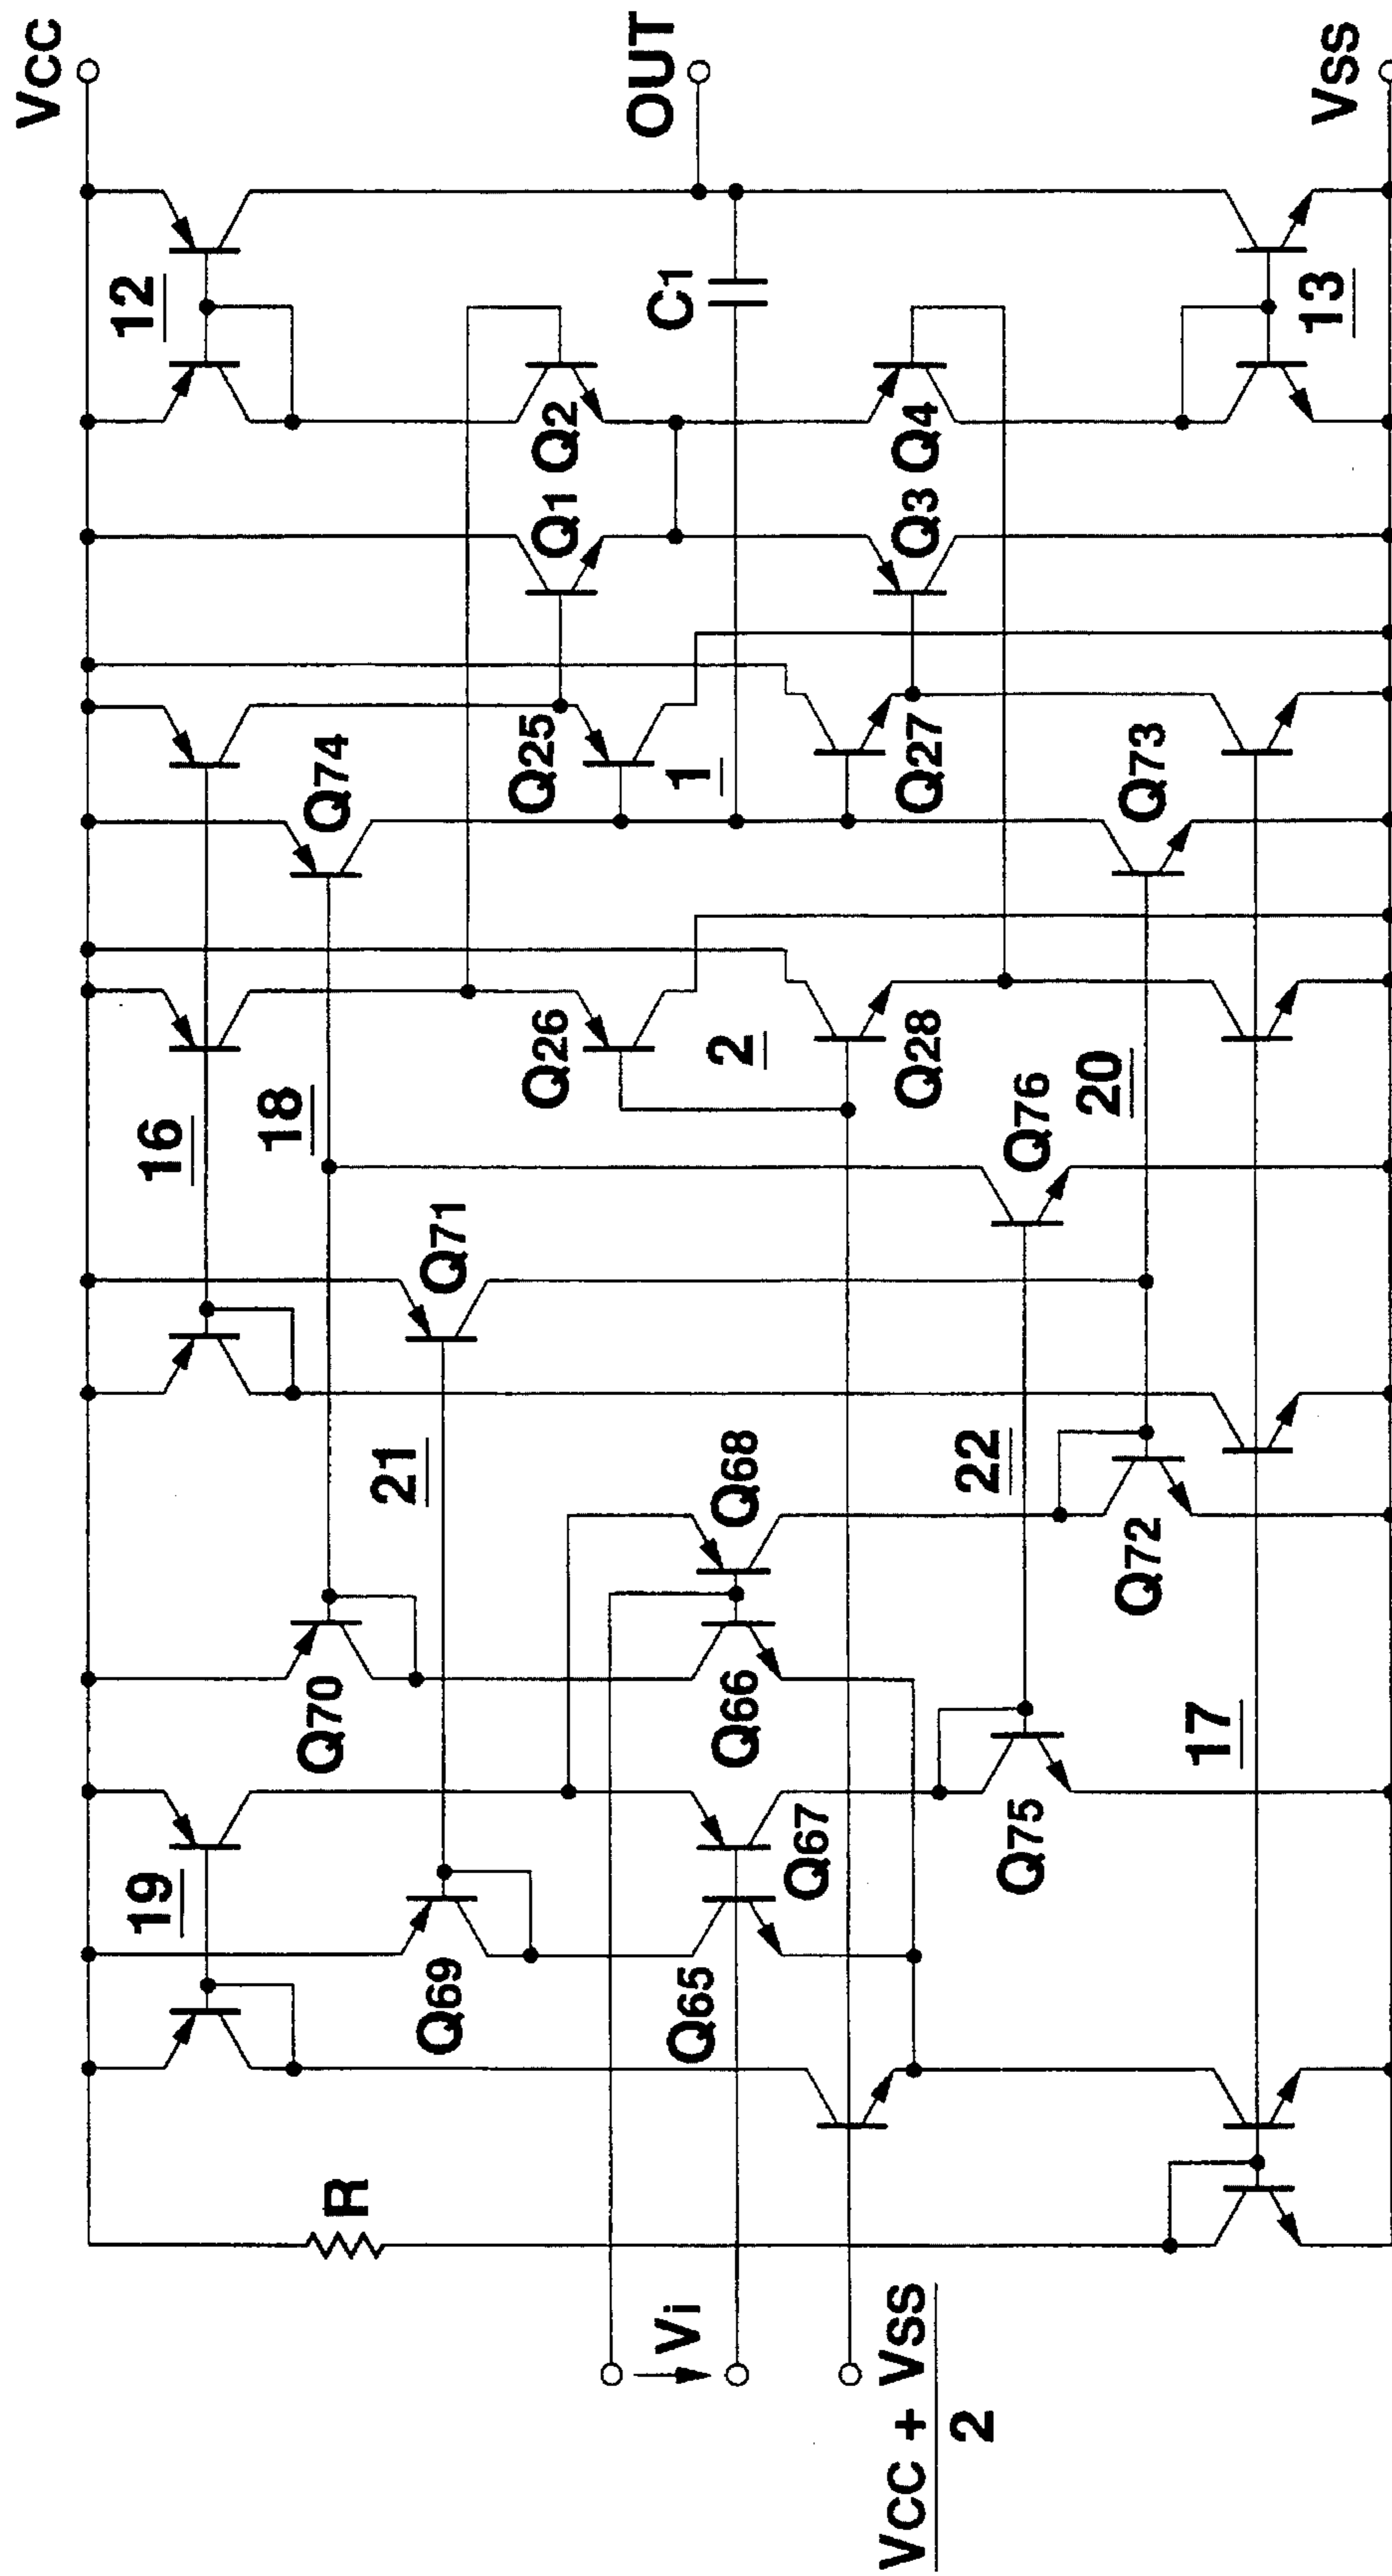 VCC
12
19
16
18
Q74
Q70
R
21
Q69
Q71
Q25
Q26
Q1 Q2
OUT
C1
Vi
Q65
1
Q66
Q68
2
Q67
VCC + VSS
2
Q28
Q27
Q3 Q4
22
Q75
Q76
20
Q72
Q73
17
13
VSS